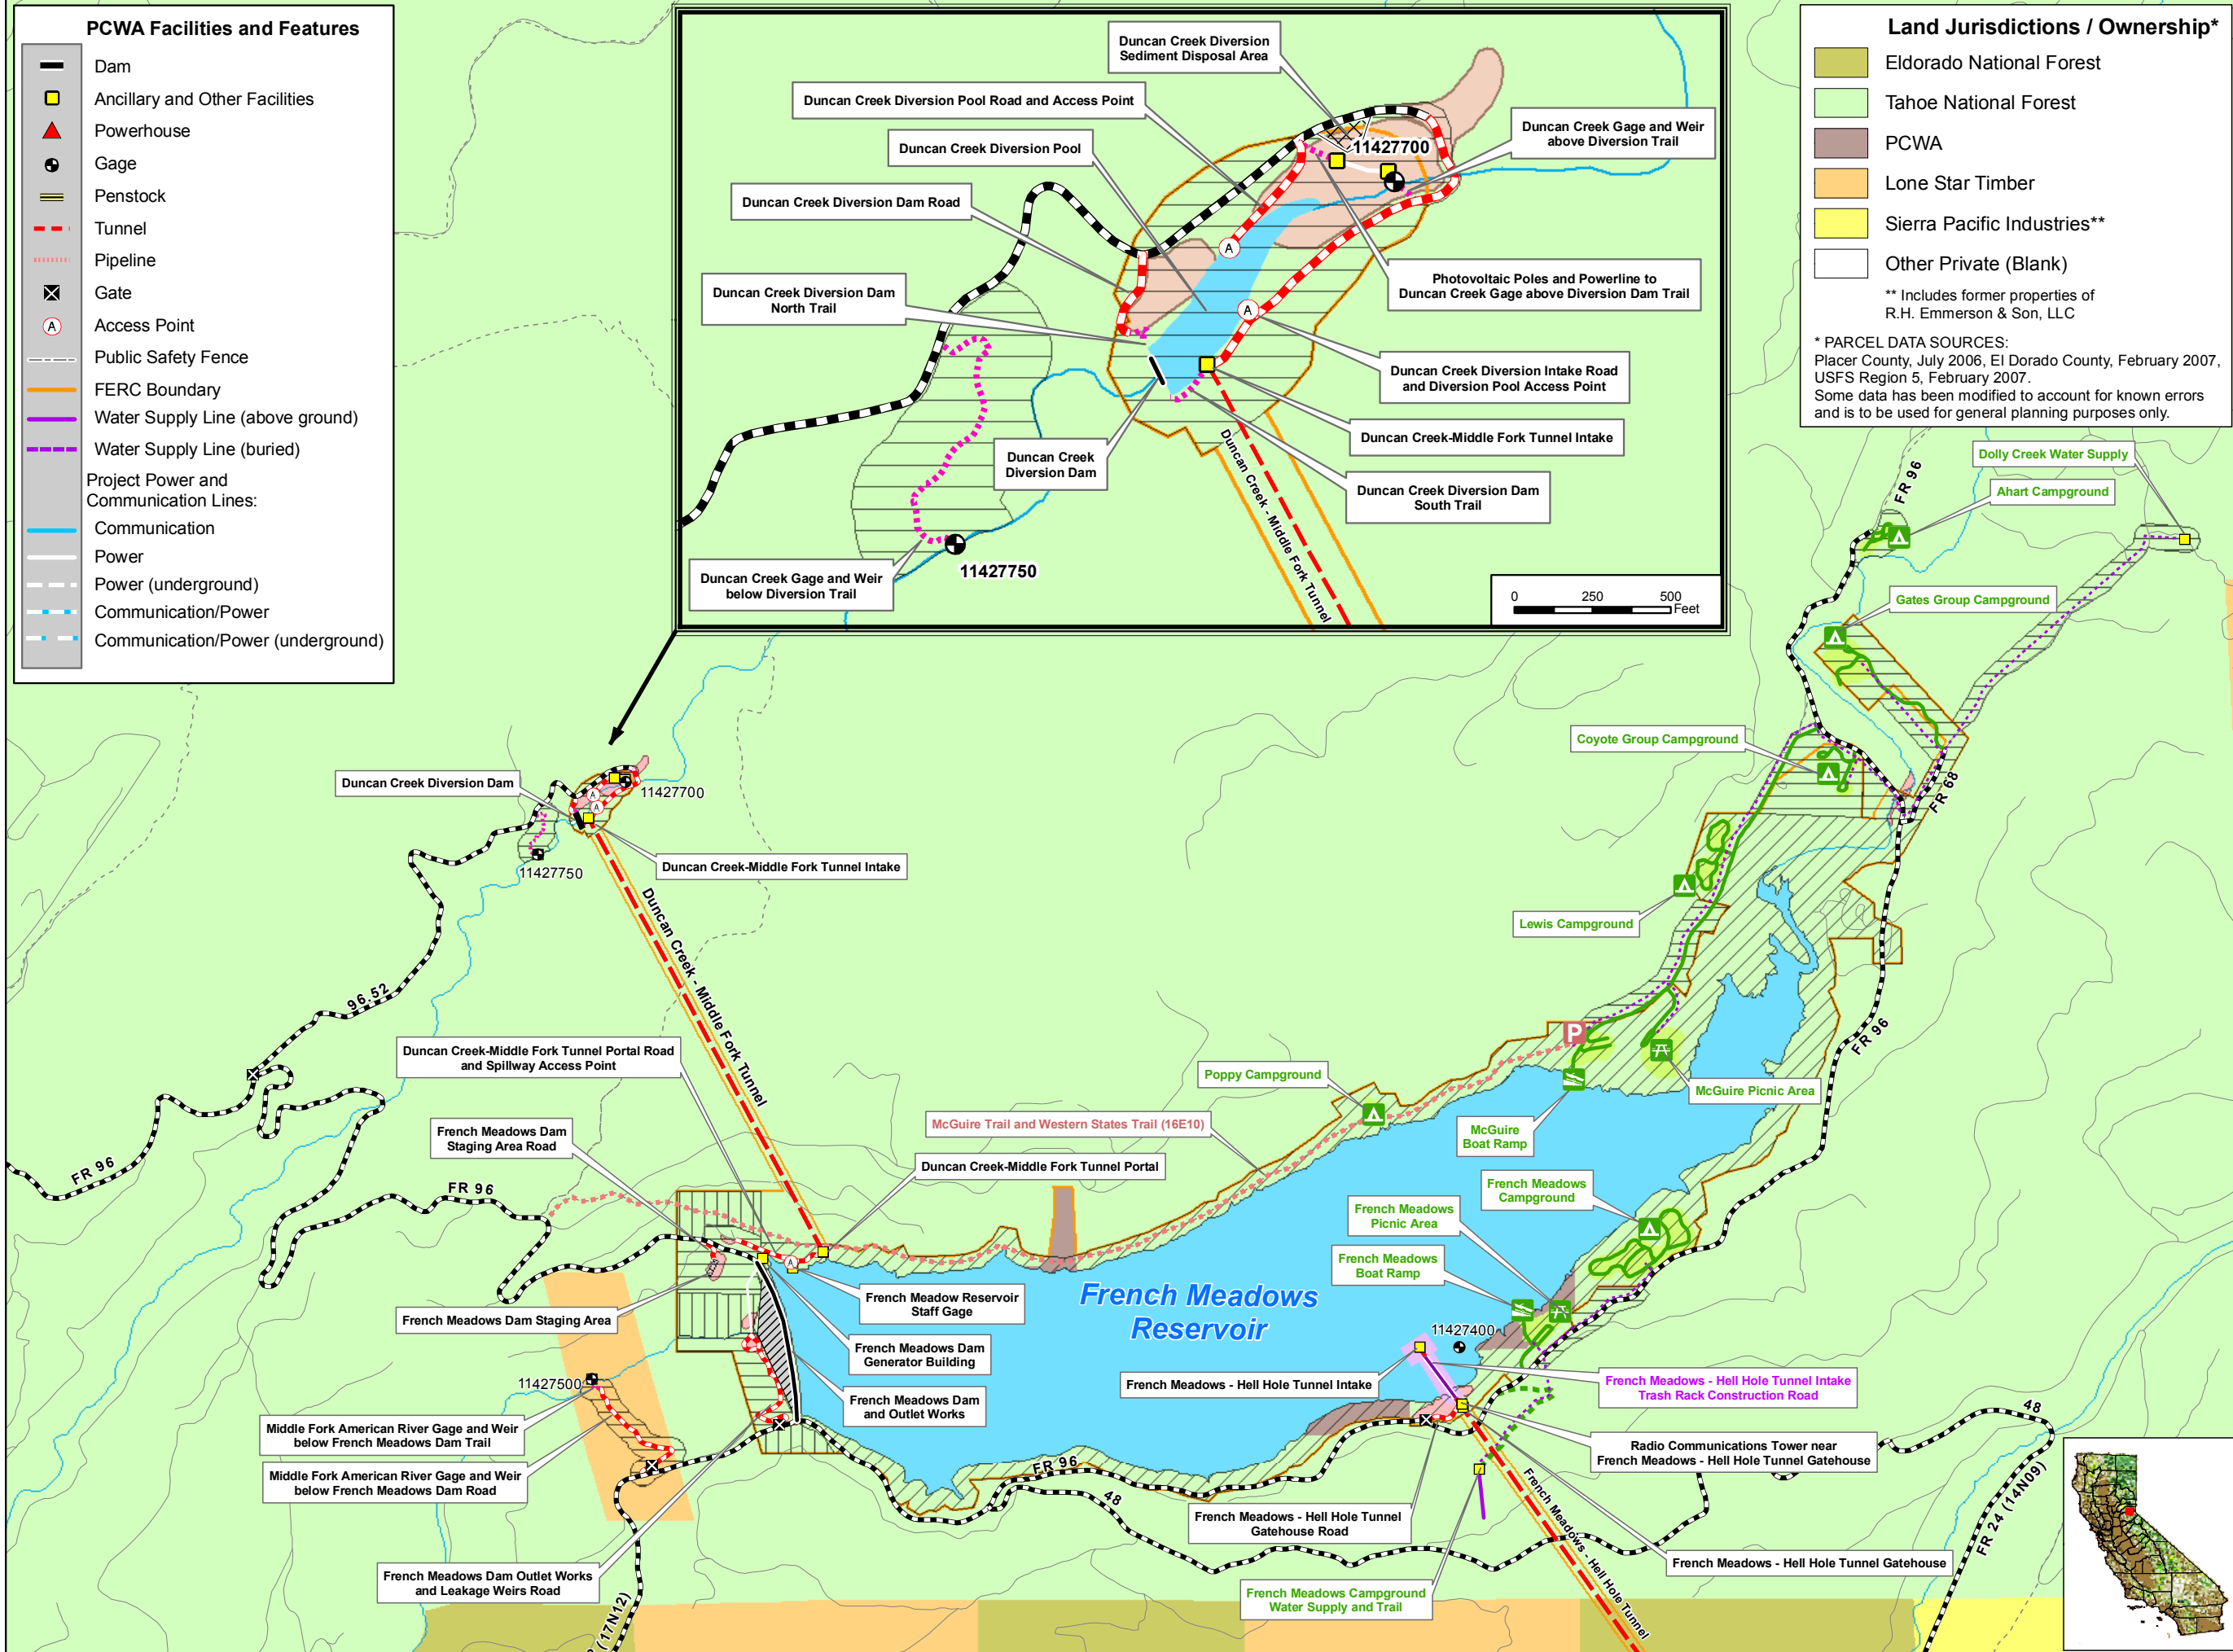 PCWA Facilities and Features
Dam
Ancillary and Other Facilities
Powerhouse
Gage
Penstock
Tunnel
Pipeline
Gate
A
Access Point
Public Safety Fence
FERC Boundary
Water Supply Line (above ground)
Water Supply Line (buried)
Project Power and
Communication Lines:
Communication
Power
Power (underground)
Communication/Power
Communication/Power (underground)
Duncan Creek Diversion
Sediment Disposal Area
Duncan Creek Diversion Pool Road and Access Point
Duncan Creek Diversion Pool
Duncan Creek Diversion Dam Road
Duncan Creek Diversion Dam
North Trail
11427700
Duncan Creek Gage and Weir
above Diversion Trail
A
Photovoltaic Poles and Powerline to
Duncan Creek Gage above Diversion Dam Trail
A
Duncan Creek Diversion Intake Road
and Diversion Pool Access Point
Duncan Creek-Middle Fork Tunnel Intake
Duncan Creek
Diversion Dam
Duncan Creek Diversion Dam
South Trail
Duncan Creek - Middle Fork Tunnel
Duncan Creek Gage and Weir
below Diversion Trail
11427750
0 250 500
Feet
Land Jurisdictions / Ownership*
Eldorado National Forest
Tahoe National Forest
PCWA
Lone Star Timber
Sierra Pacific Industries**
Other Private (Blank)
** Includes former properties of
R.H. Emmerson & Son, LLC
* PARCEL DATA SOURCES:
Placer County, July 2006, El Dorado County, February 2007,
USFS Region 5, February 2007.
Some data has been modified to account for known errors
and is to be used for general planning purposes only.
Dolly Creek Water Supply
FR 96
Ahart Campground
Gates Group Campground
Coyote Group Campground
FR 68
Lewis Campground
Duncan Creek Diversion Dam
A
A
11427700
11427750
Duncan Creek-Middle Fork Tunnel Intake
Duncan Creek - Middle Fork Tunnel
96.52
FR 96
Duncan Creek-Middle Fork Tunnel Portal Road
and Spillway Access Point
P
Poppy Campground
McGuire Picnic Area
McGuire
Boat Ramp
French Meadows Dam
Staging Area Road
McGuire Trail and Western States Trail (16E10)
Duncan Creek-Middle Fork Tunnel Portal
FR 96
FR 96
French Meadows
Campground
French Meadows
Picnic Area
French Meadows
Boat Ramp
A
French Meadows Dam Staging Area
French Meadow Reservoir
Staff Gage
French Meadows
Reservoir
French Meadows Dam
Generator Building
11427400
French Meadows - Hell Hole Tunnel Intake
French Meadows - Hell Hole Tunnel Intake
Trash Rack Construction Road
11427500
French Meadows Dam
and Outlet Works
Middle Fork American River Gage and Weir
below French Meadows Dam Trail
Middle Fork American River Gage and Weir
below French Meadows Dam Road
Radio Communications Tower near
French Meadows - Hell Hole Tunnel Gatehouse
48
FR 96
48
FR 24 (14N09)
French Meadows - Hell Hole Tunnel
Gatehouse Road
French Meadows - Hell Hole Tunnel
French Meadows - Hell Hole Tunnel Gatehouse
French Meadows Dam Outlet Works
and Leakage Weirs Road
French Meadows Campground
Water Supply and Trail
(17N12)